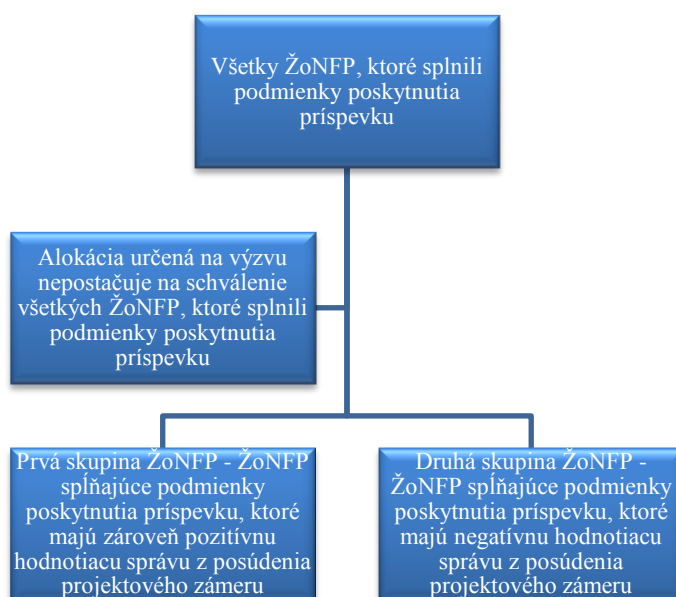 Všetky ŽoNFP, ktoré splnili
podmienky poskytnutia
príspevku
Alokácia určená na výzvu
nepostačuje na schválenie
všetkých ŽoNFP, ktoré splnili
podmienky poskytnutia
príspevku
Prvá skupina ŽoNFP - ŽoNFP
spĺňajúce podmienky
poskytnutia príspevku, ktoré
majú zároveň pozitívnu
hodnotiacu správu z posúdenia
projektového zámeru
Druhá skupina ŽoNFP -
ŽoNFP spĺňajúce podmienky
poskytnutia príspevku, ktoré
majú negatívnu hodnotiacu
správu z posúdenia
projektového zámeru